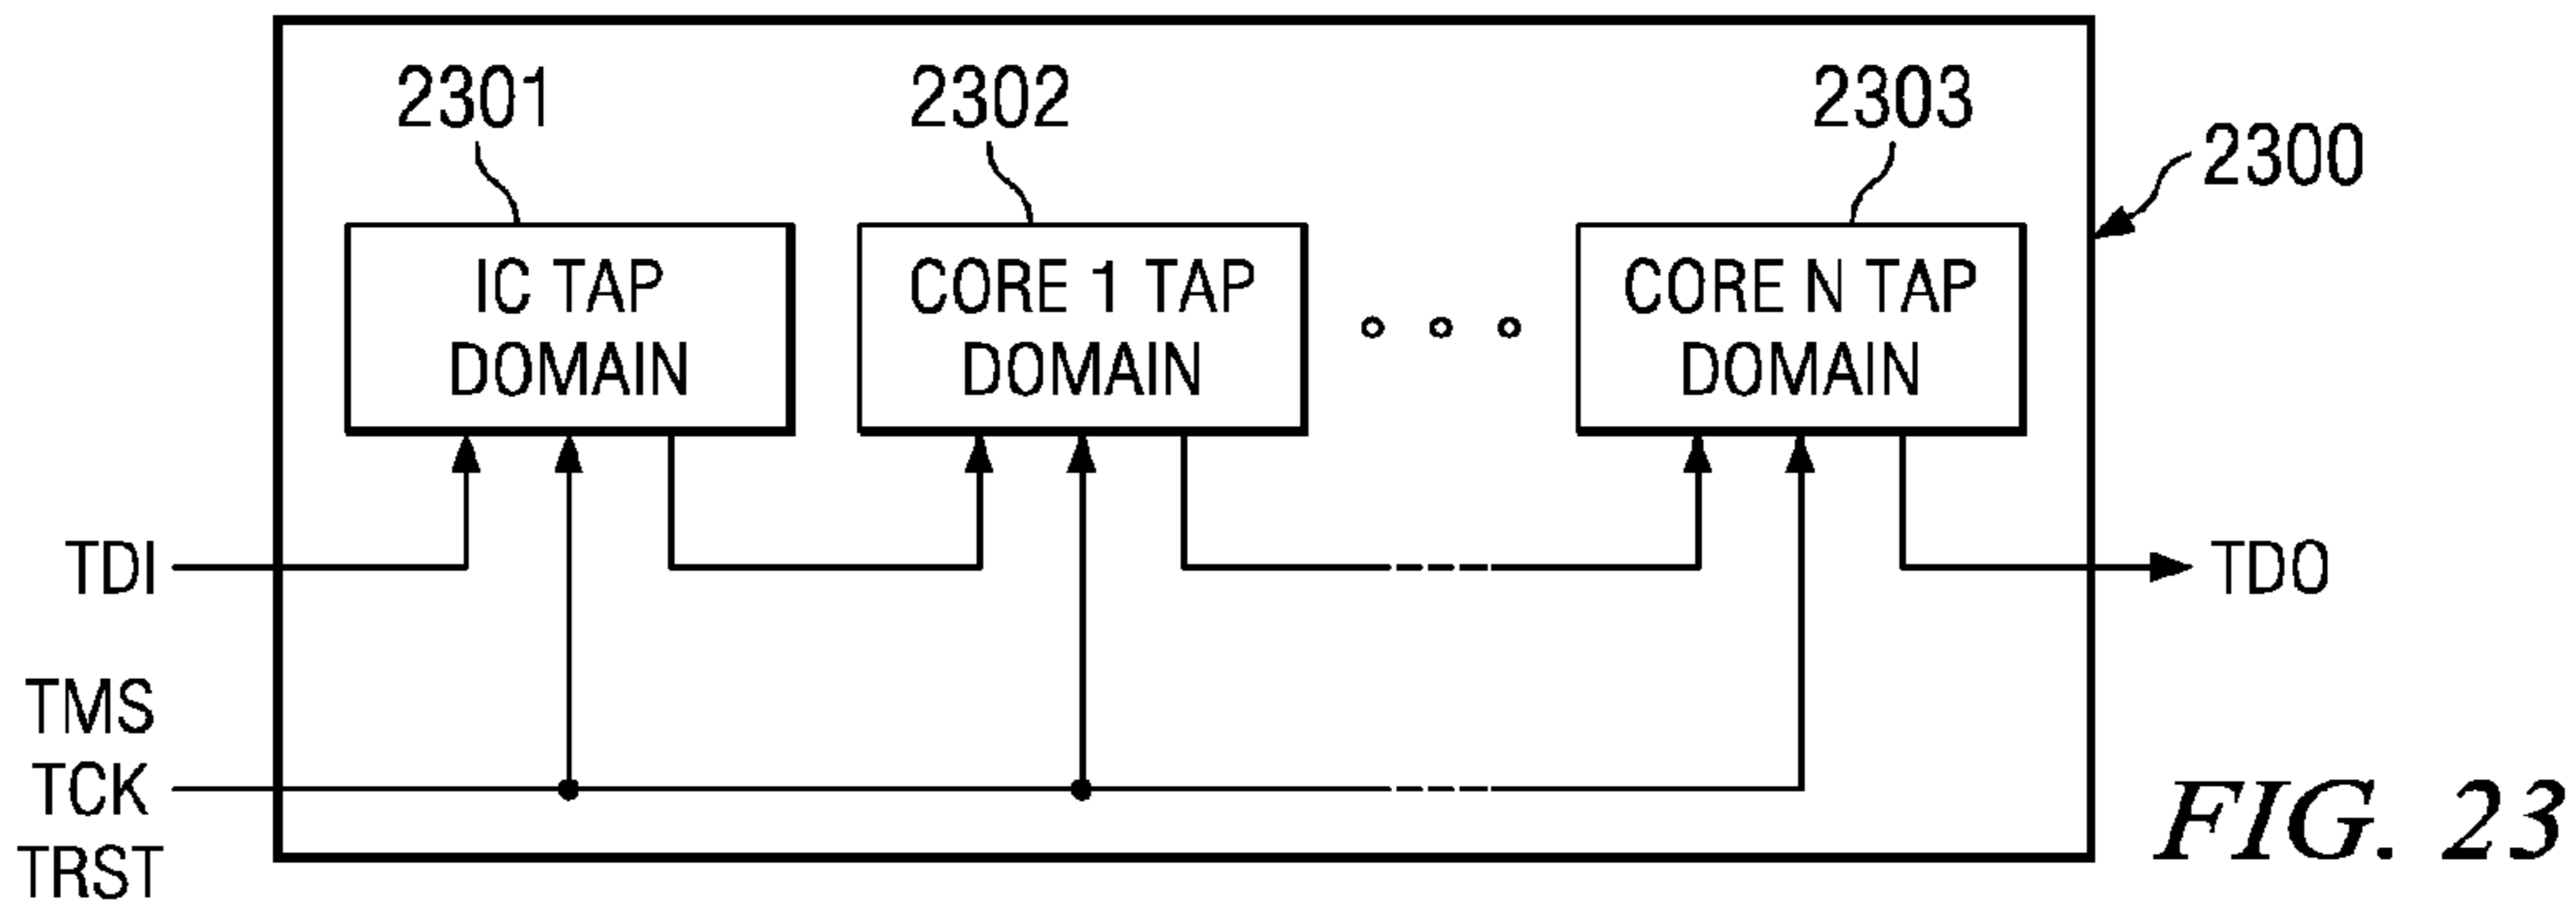 2301
2302
2303
2300
IC TAP
DOMAIN
CORE 1 TAP
DOMAIN
CORE N TAP
DOMAIN
TDI
TDO
TMS
TCK
TRST
FIG. 23